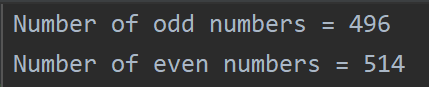 Number of odd numbers = 496
Number of even numbers = 514